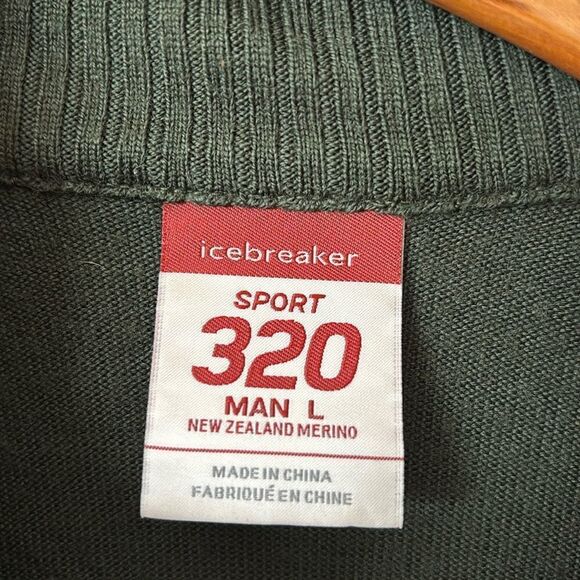 icebreaker
SPORT
320
MAN L
NEW ZEALAND MERINO
MADE IN CHINA
FABRIQUÉ EN CHINE